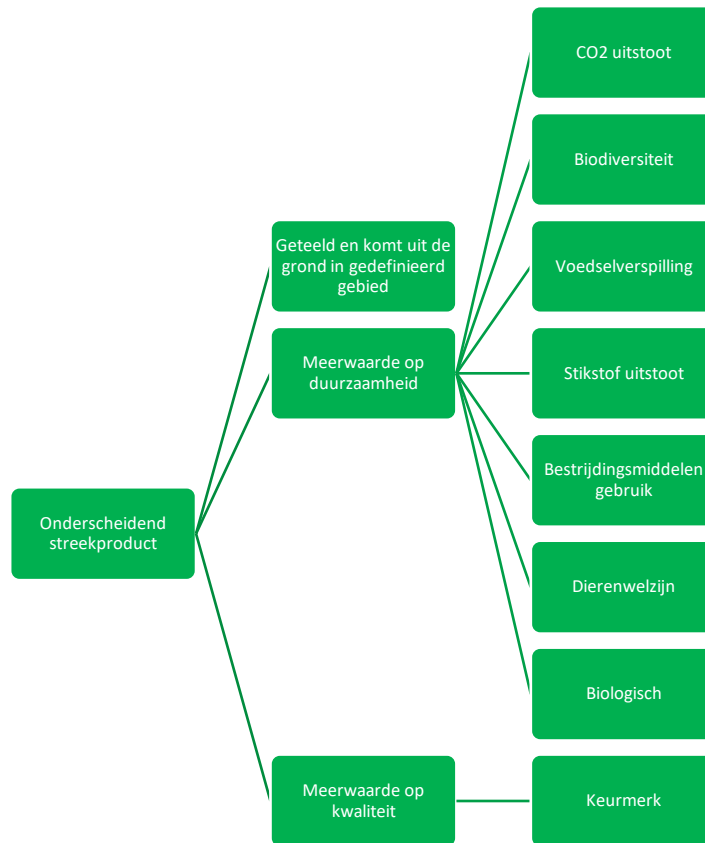 CO2 uitstoot
Biodiversiteit
Geteeld en komt uit de
grond in gedefinieerd
gebied
Voedselverspilling
Meerwaarde op
duurzaamheid
Stikstof uitstoot
Bestrijdingsmiddelen
gebruik
Onderscheidend
streekproduct
Dierenwelzijn
Biologisch
Meerwaarde op
kwaliteit
Keurmerk